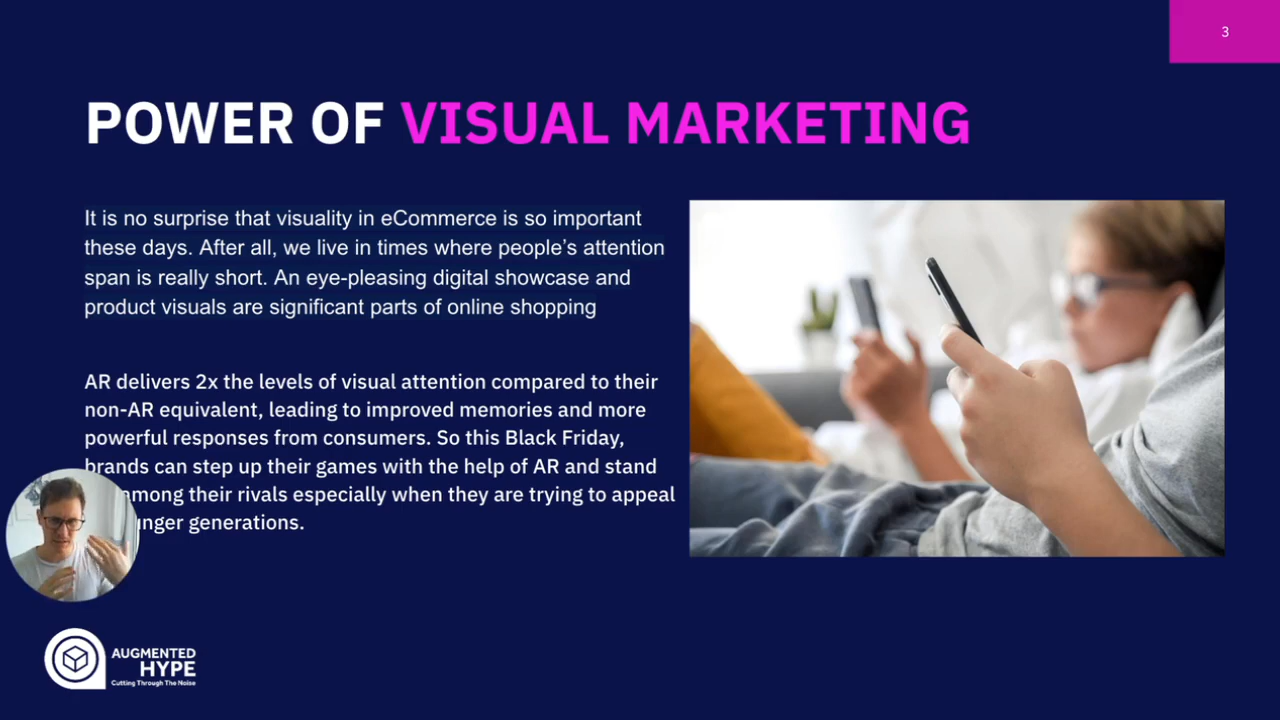 3
POWER OF VISUAL MARKETING
It is no surprise that visuality in eCommerce is so important
these days. After all, we live in times where people's attention
span is really short. An eye-pleasing digital showcase and
product visuals are significant parts of online shopping
AR delivers 2x the levels of visual attention compared to their
non-AR equivalent, leading to improved memories and more
powerful responses from consumers. So this Black Friday,
brands can step up their games with the help of AR and stand
among their rivals especially when they are trying to appeal
generations.
AUGMENTED
HYPE
Cutting Through The Noise